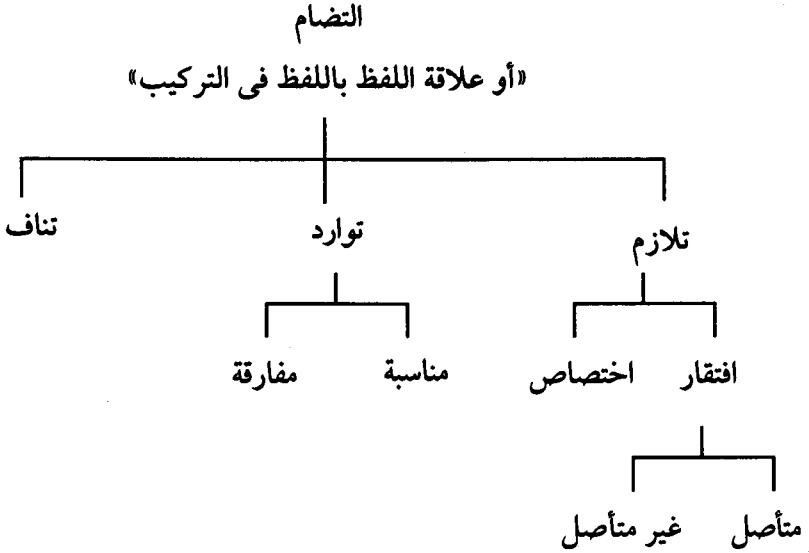 التضام
«أو علاقة اللفظ باللفظ فى التركيب»
تلازم توارد تناف
افتقار اختصاص مناسبة مفارقة
متأصل غير متأصل